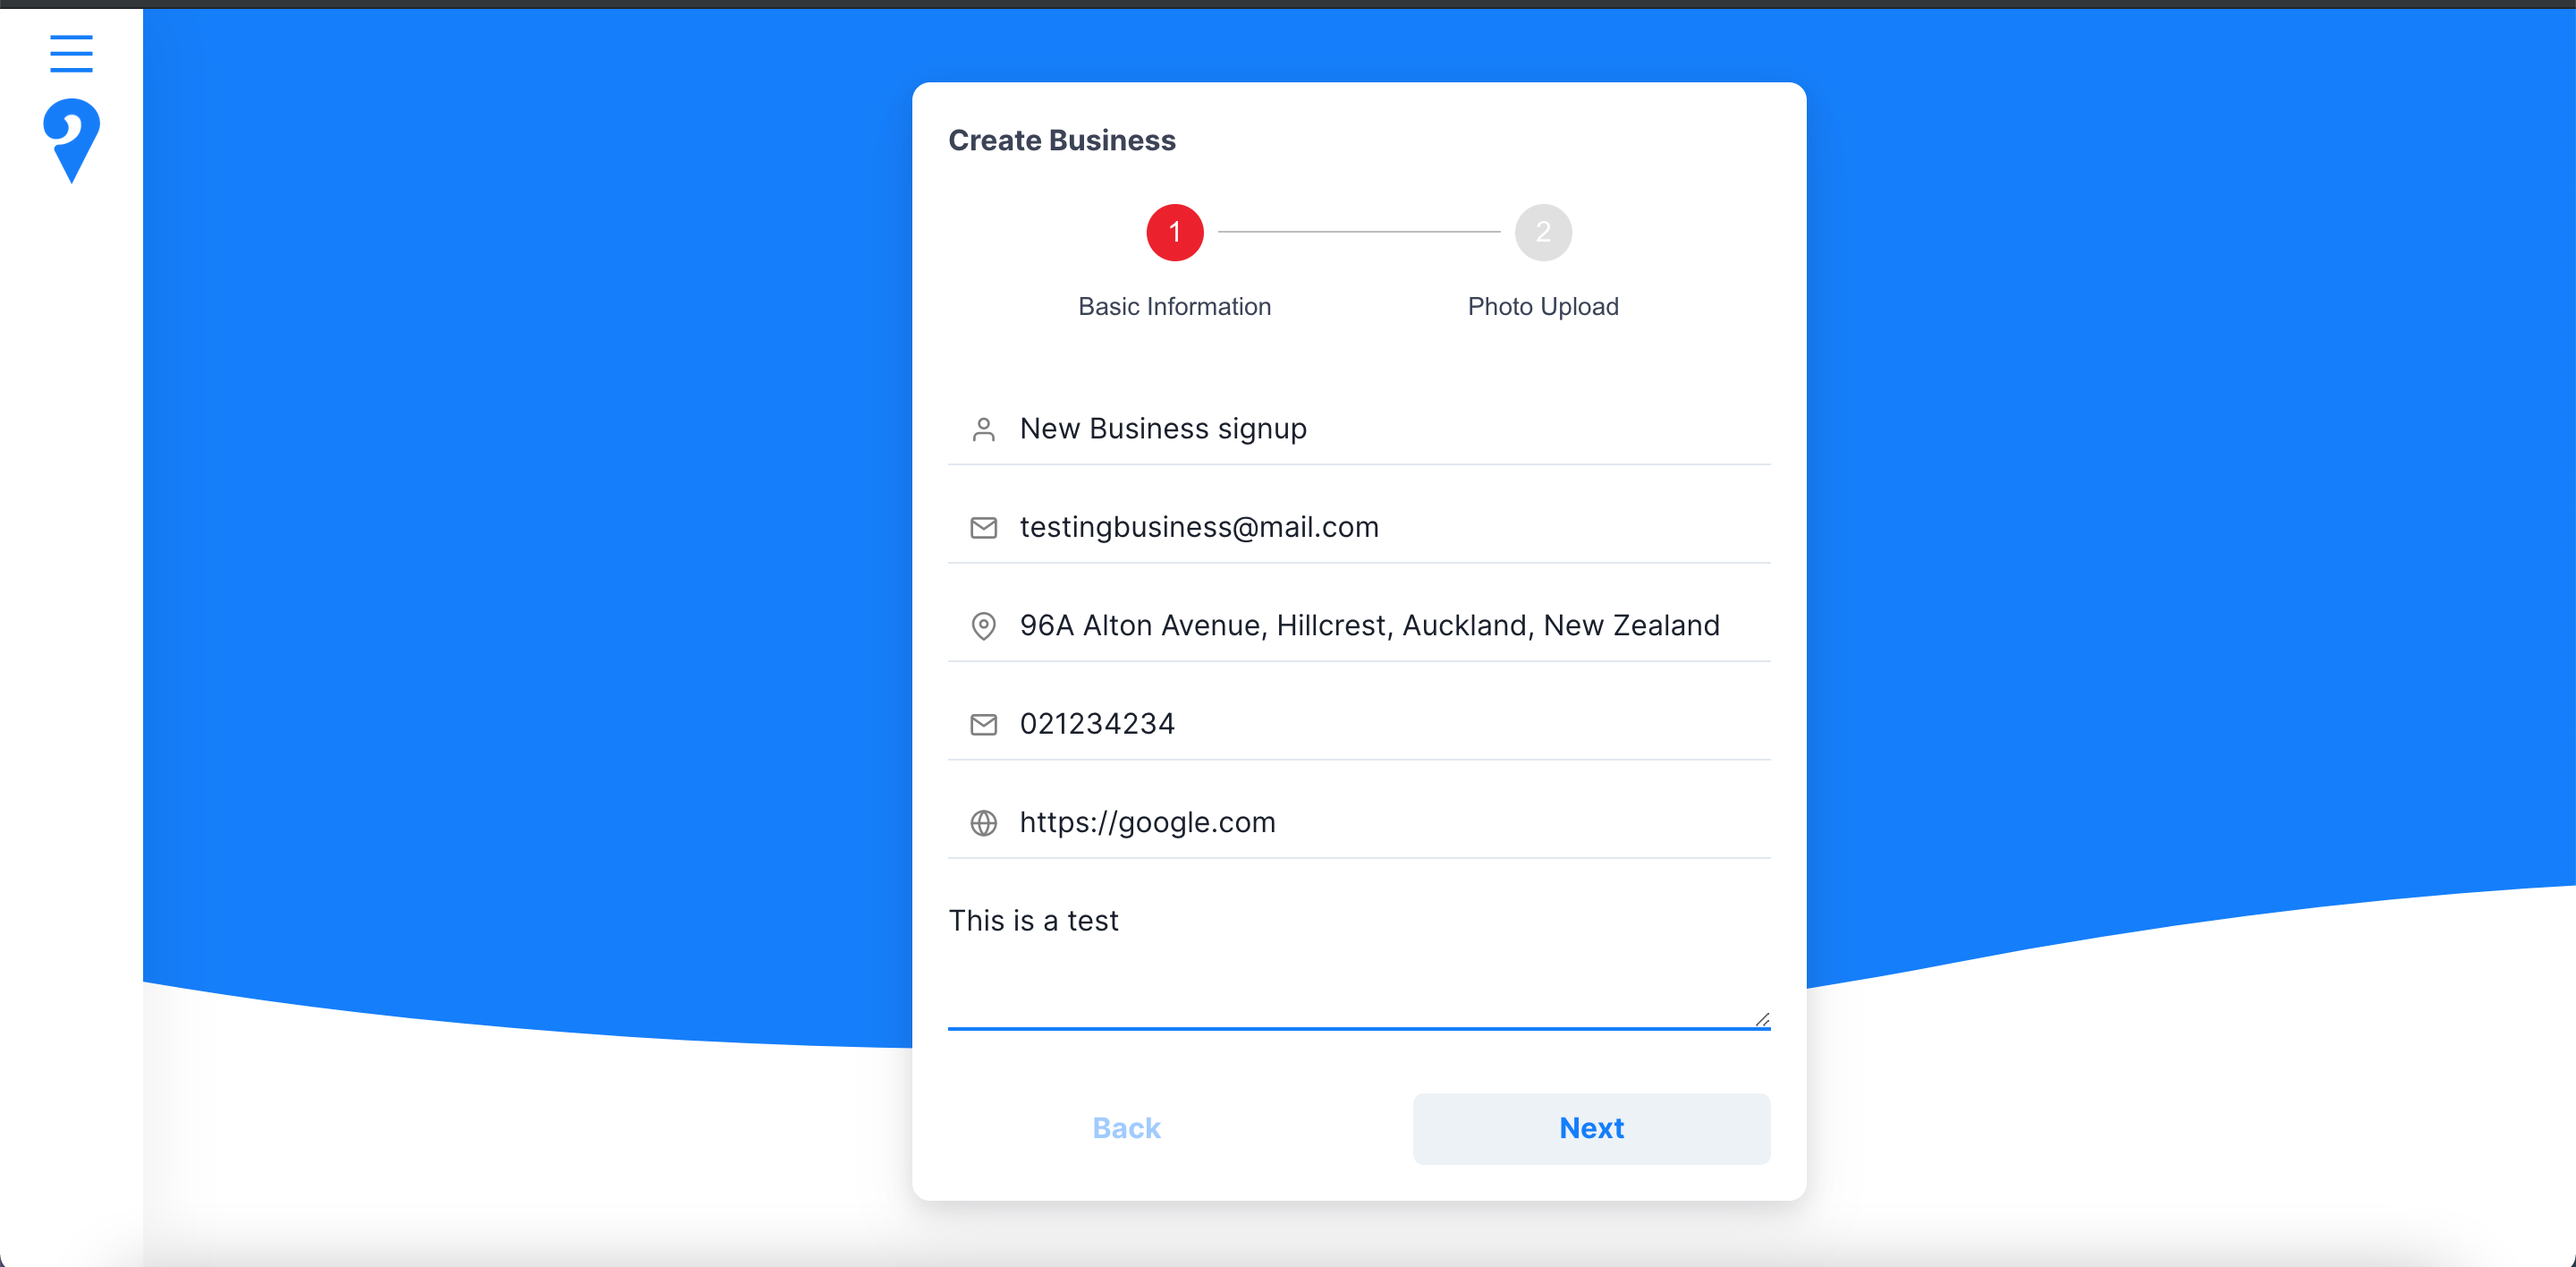 Create Business
1
2
Basic Information
Photo Upload
New Business signup
testingbusiness@mail.com
96A Alton Avenue, Hillcrest, Auckland, New Zealand
021234234
https://google.com
This is a test
Back
Next